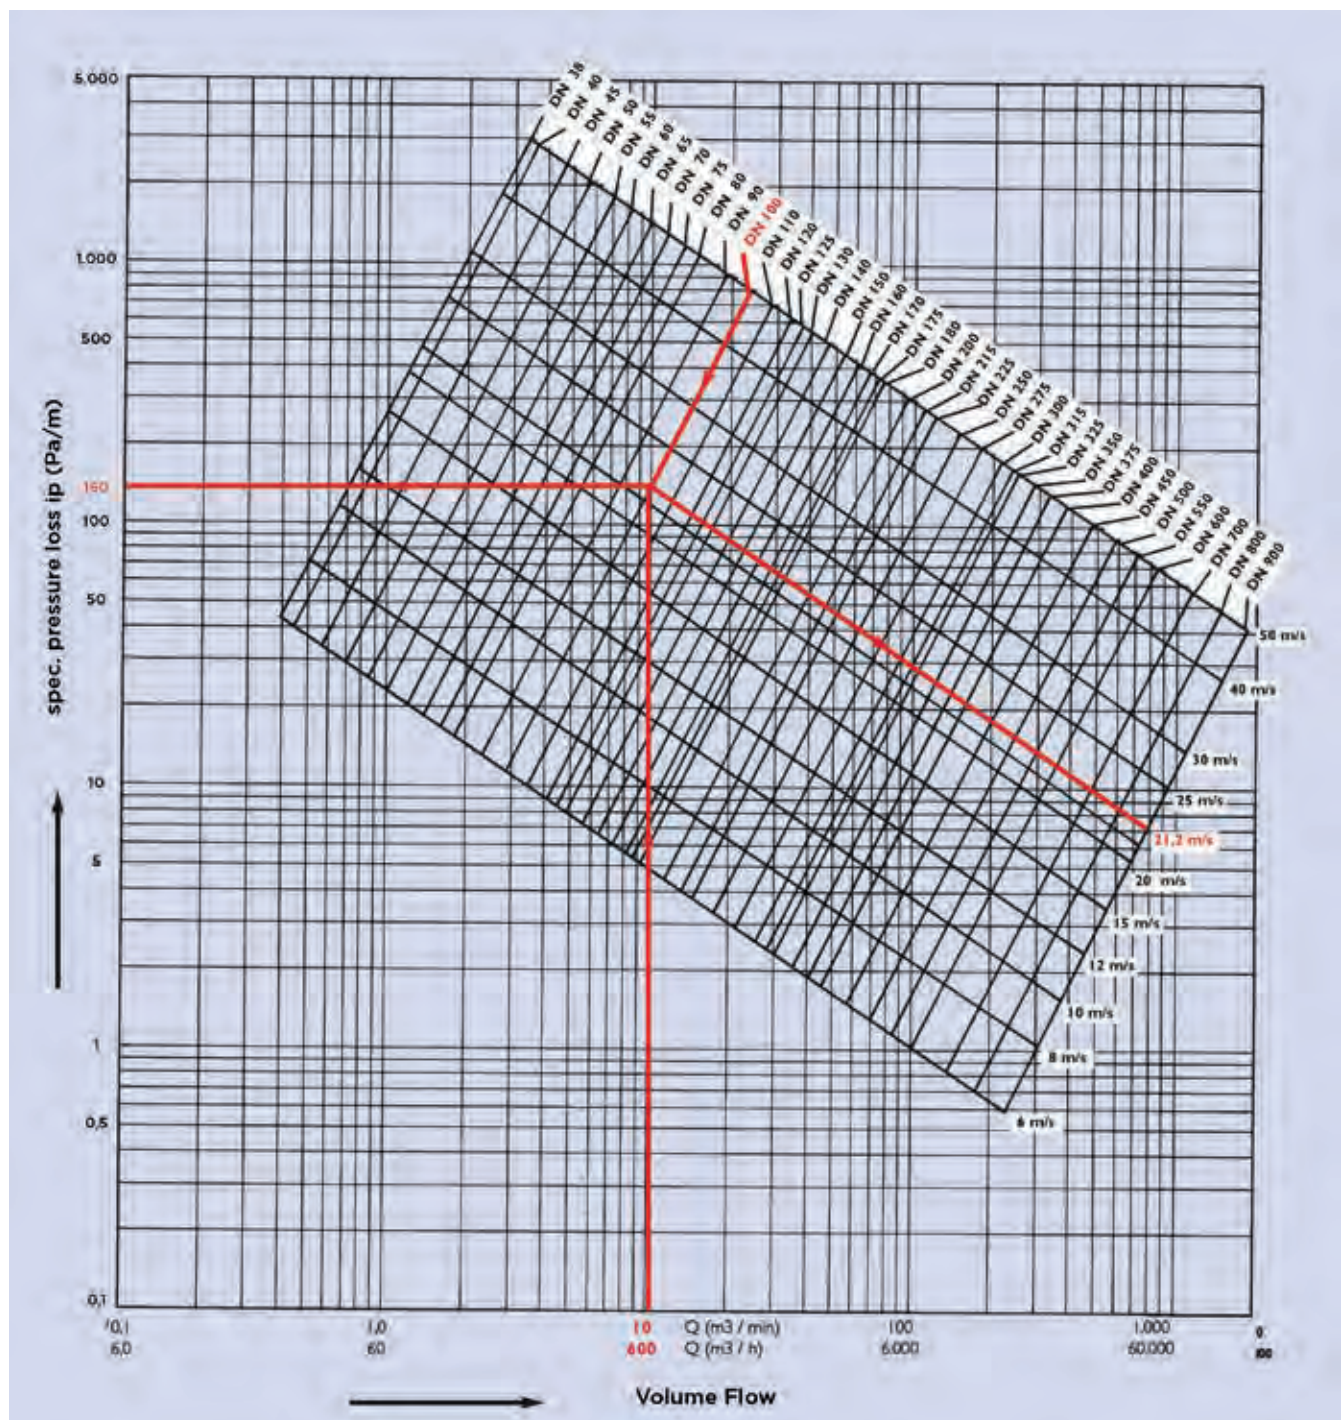 5.000
1.000
500
160
100
50
10
5
1
0,5
0,1
spec. pressure loss ip (Pa/m)
DN 38
DN 40
DN 45
DN 50
DN 55
DN 60
DN 65
DN 70
DN 75
DN 80
DN 90
DN 100
DN 110
DN 120
DN 125
DN 130
DN 140
DN 150
DN 160
DN 170
DN 175
DN 180
DN 200
DN 215
DN 225
DN 250
DN 275
DN 300
DN 315
DN 325
DN 350
DN 375
DN 400
DN 450
DN 500
DN 550
DN 600
DN 700
DN 800
DN 900
50 m/s
40 m/s
30 m/s
25 m/s
21,2 m/s
20 m/s
15 m/s
12 m/s
10 m/s
8 m/s
6 m/s
0,1 1,0 10 Q (m3 / min) 100 1.000
6,0 60 600 Q (m3 / h) 6.000 60.000
Volume Flow